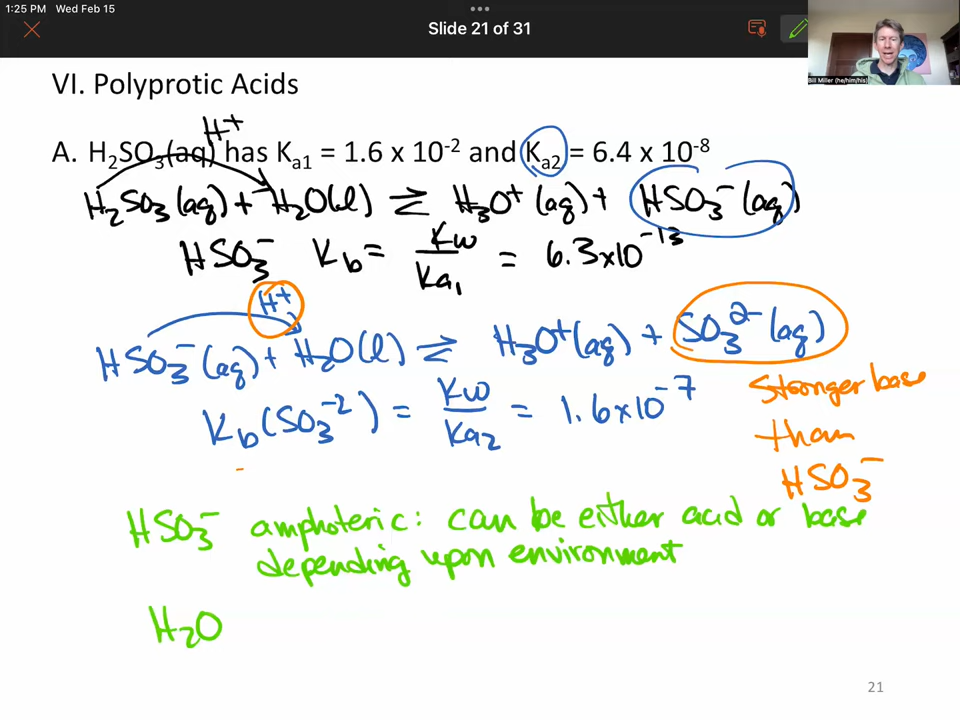 1:25 PM Wed Feb 15
Slide 21 of 31
Bill Miller (he/him/his)
VI. Polyprotic Acids
H⁺
A. H₂SO₃(aq) has Kₐ₁ = 1.6 x 10⁻² and Kₐ₂ = 6.4 x 10⁻⁸
H₂SO₃(aq) + H₂O(l) ⇌ H₃O⁺(aq) + HSO₃⁻(aq)
HSO₃⁻ K_b = Kw/Ka₁ = 6.3x10⁻¹³
H⁺
HSO₃⁻(aq) + H₂O(l) ⇌ H₃O⁺(aq) + SO₃²⁻(aq)
K_b(SO₃⁻²) = Kw/Ka₂ = 1.6x10⁻⁷
Stronger base
than
HSO₃⁻
HSO₃⁻ amphoteric: can be either acid or base
depending upon environment
H₂O
21